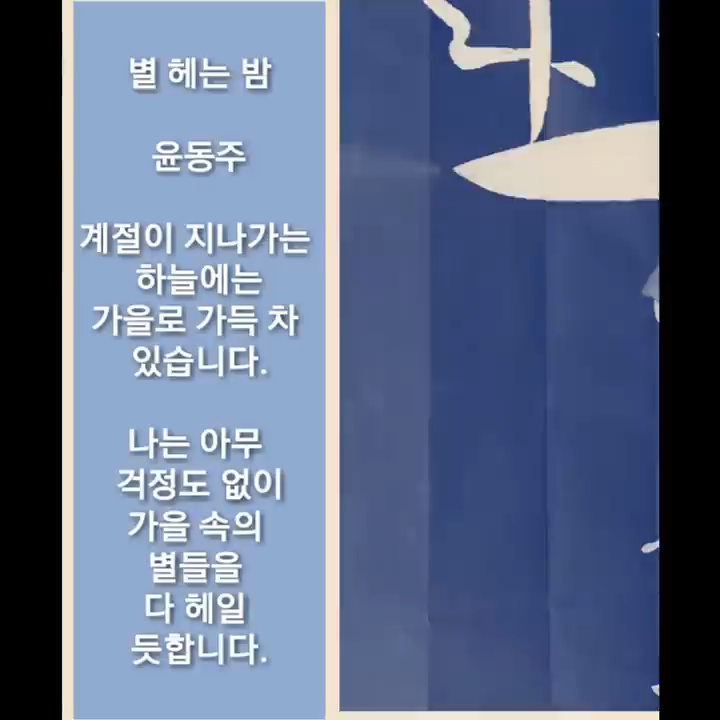 별 헤는 밤
윤동주
계절이 지나가는
하늘에는
가을로 가득 차
있습니다.
나는 아무
걱정도 없이
가을 속의
별들을
다 헤일
듯합니다.
나